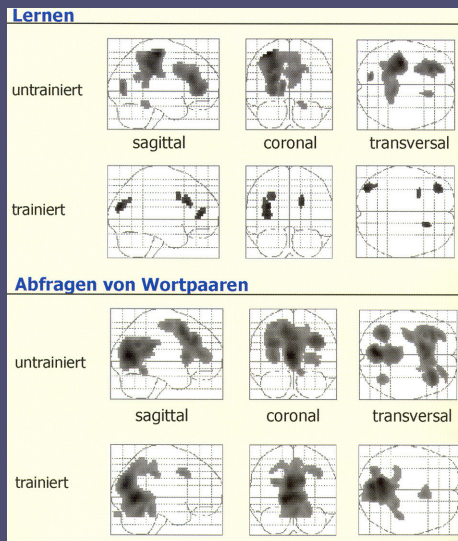 Lernen
untrainiert
sagittal coronal transversal
trainiert
Abfragen von Wortpaaren
untrainiert
sagittal coronal transversal
trainiert